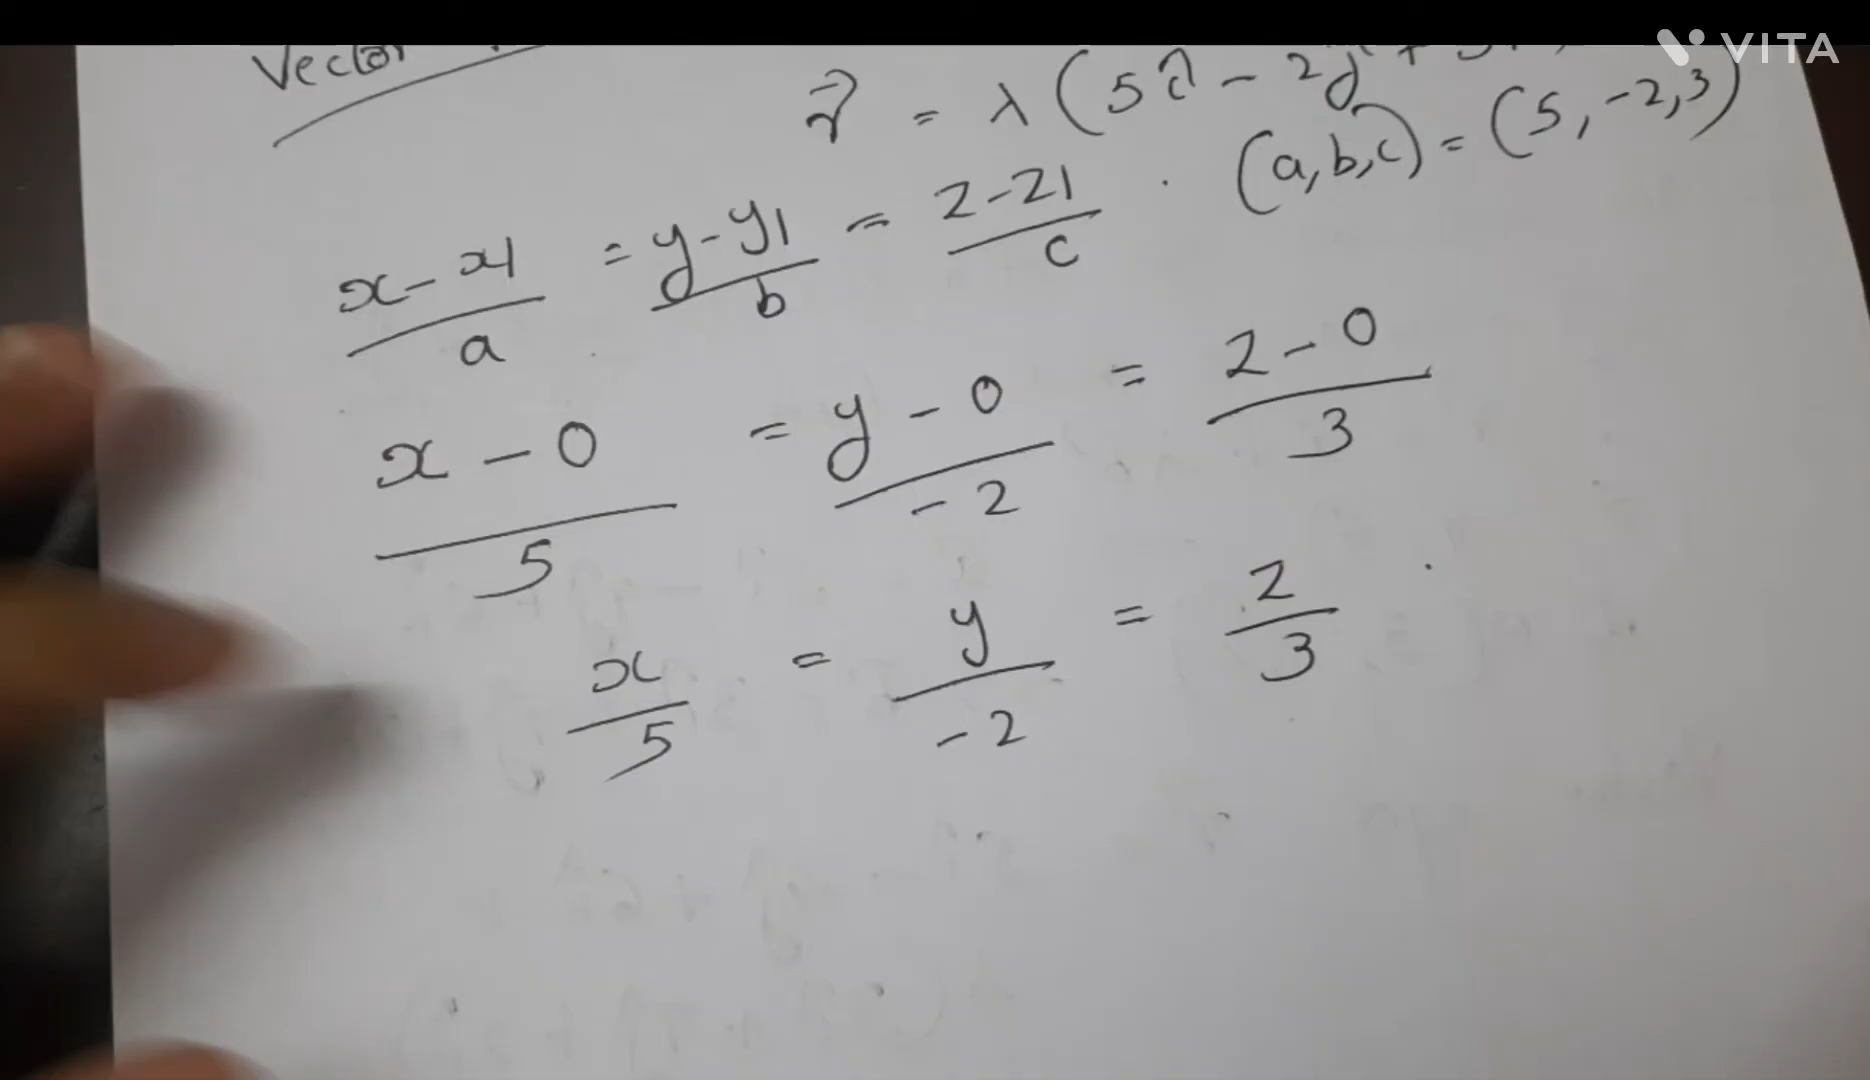 VITA
Vector
r⃗ = λ (5î - 2ĵ +
(a,b,c) = (5, -2,3)
x-x1/a = y-y1/b = z-z1/c .
x-0/5 = y-0/-2 = z-0/3
x/5 = y/-2 = z/3 .